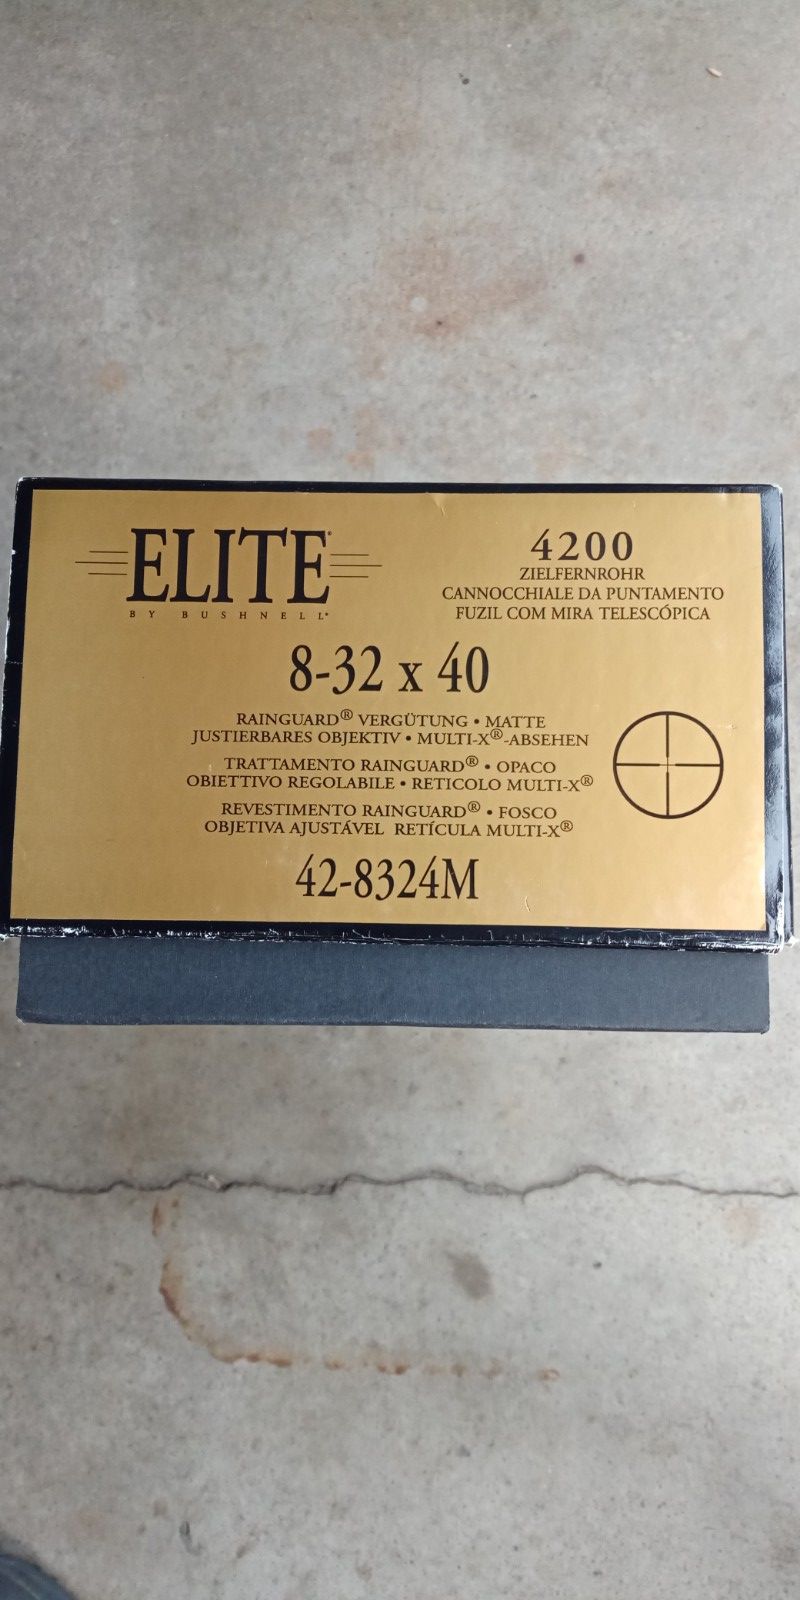 ELITE®
BY BUSHNELL®
4200
ZIELFERNROHR
CANNOCCHIALE DA PUNTAMENTO
FUZIL COM MIRA TELESCÓPICA
8-32 x 40
RAINGUARD® VERGÜTUNG • MATTE
JUSTIERBARES OBJEKTIV • MULTI-X®-ABSEHEN
TRATTAMENTO RAINGUARD® • OPACO
OBIETTIVO REGOLABILE • RETICOLO MULTI-X®
REVESTIMENTO RAINGUARD® • FOSCO
OBJETIVA AJUSTÁVEL RETÍCULA MULTI-X®
42-8324M